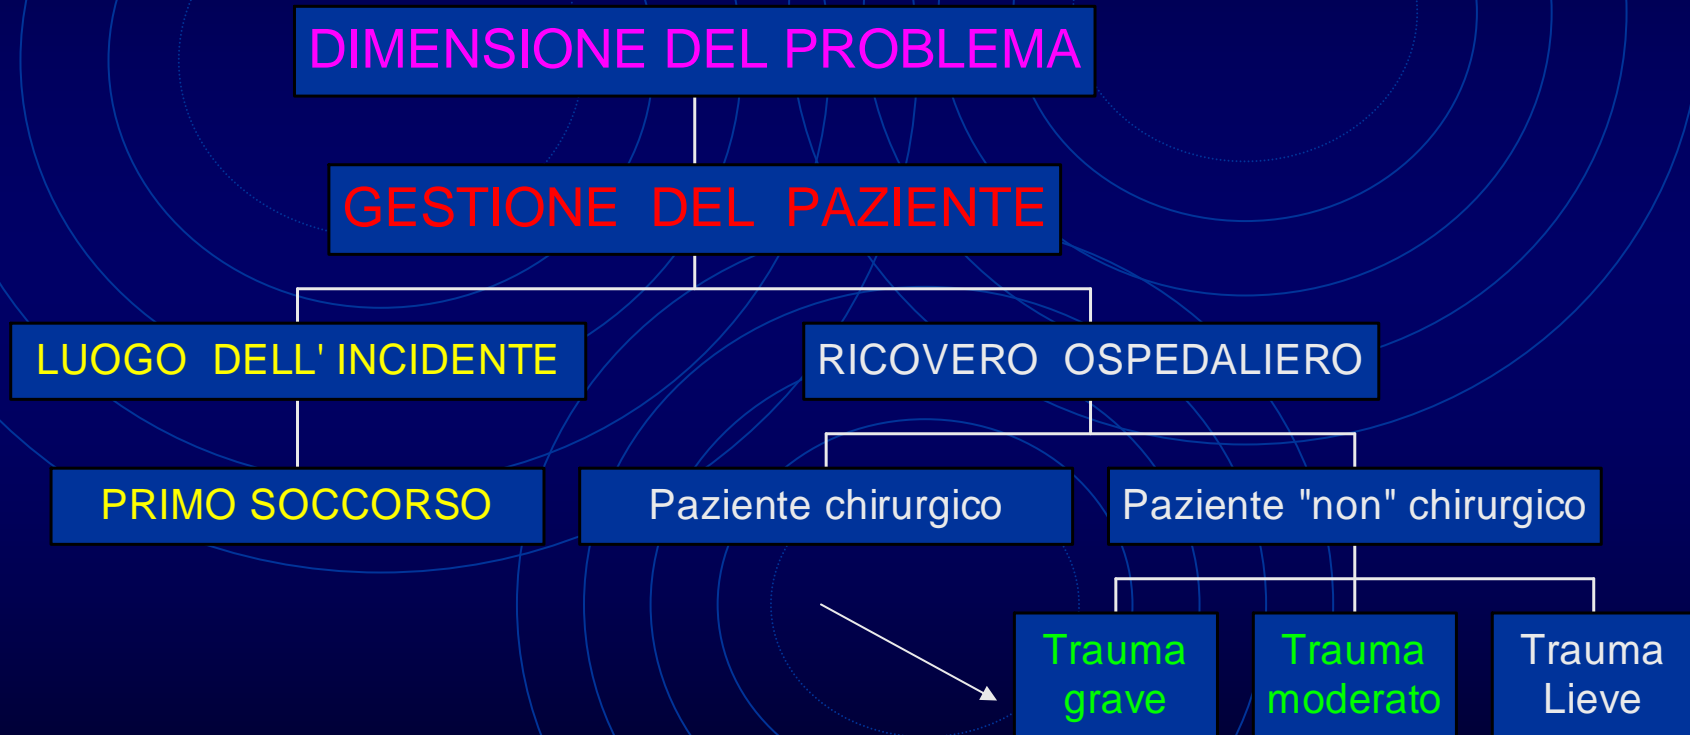 DIMENSIONE DEL PROBLEMA
GESTIONE DEL PAZIENTE
LUOGO DELL' INCIDENTE
RICOVERO OSPEDALIERO
PRIMO SOCCORSO
Paziente chirurgico
Paziente "non" chirurgico
Trauma
grave
Trauma
moderato
Trauma
Lieve